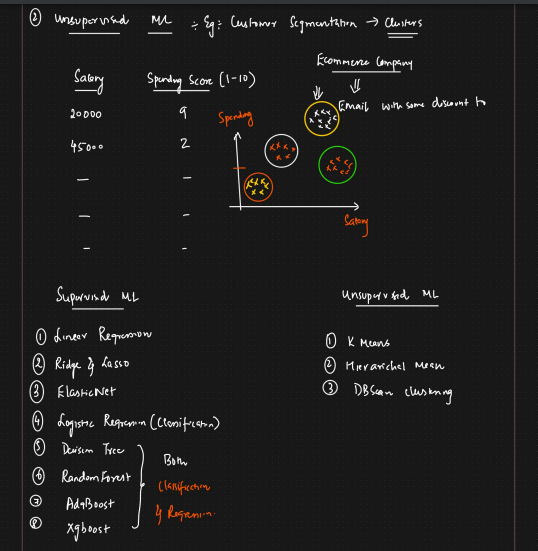 ② Unsupervised ML ÷ Eg: Customer Segmentation → Clusters
Ecommerce Company
Salary Spending Score (1-10)
20000 9
45000 2
— -
- -
- -
Email with some discount to
Spending
Salary
Supervised ML
① Linear Regression
② Ridge & Lasso
③ ElasticNet
④ Logistic Regression (Classification)
⑤ Decision Tree
⑥ RandomForest
⑦ AdaBoost
⑧ Xgboost
Both
Classification
& Regression.
Unsupervised ML
① K Means
② Hierarchal Mean
③ DBScan clustering